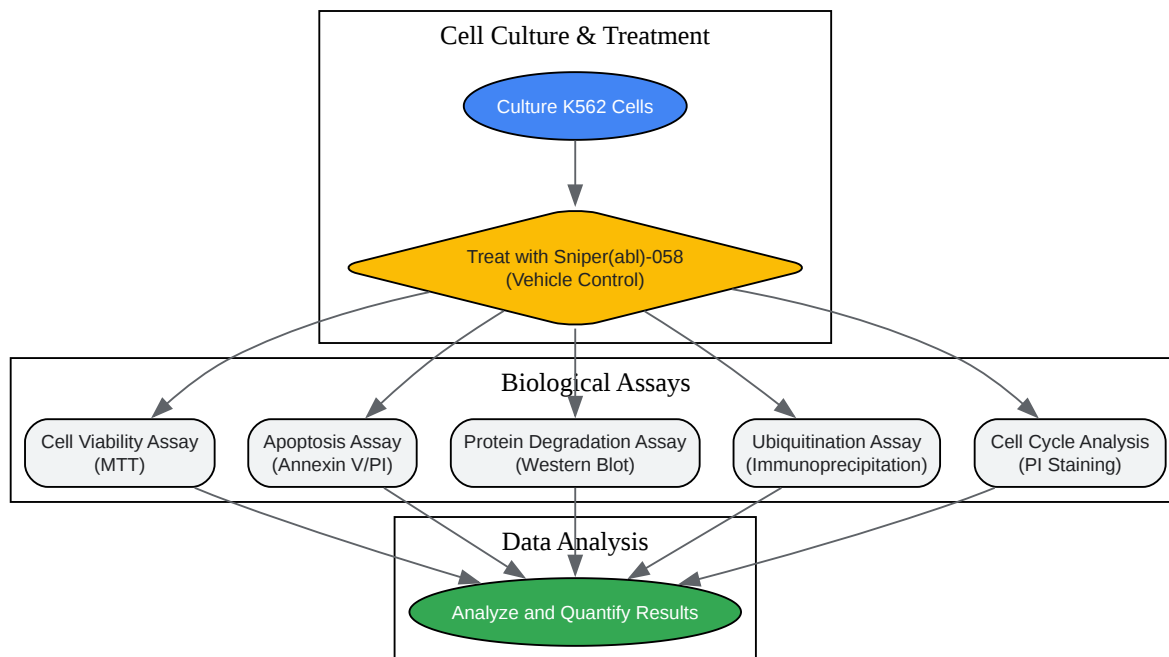 Cell Culture & Treatment
Culture K562 Cells
Treat with Sniper(abl)-058
(Vehicle Control)
Biological Assays
Cell Viability Assay
(MTT)
Apoptosis Assay
(Annexin V/PI)
Protein Degradation Assay
(Western Blot)
Ubiquitination Assay
(Immunoprecipitation)
Cell Cycle Analysis
(PI Staining)
Data Analysis
Analyze and Quantify Results